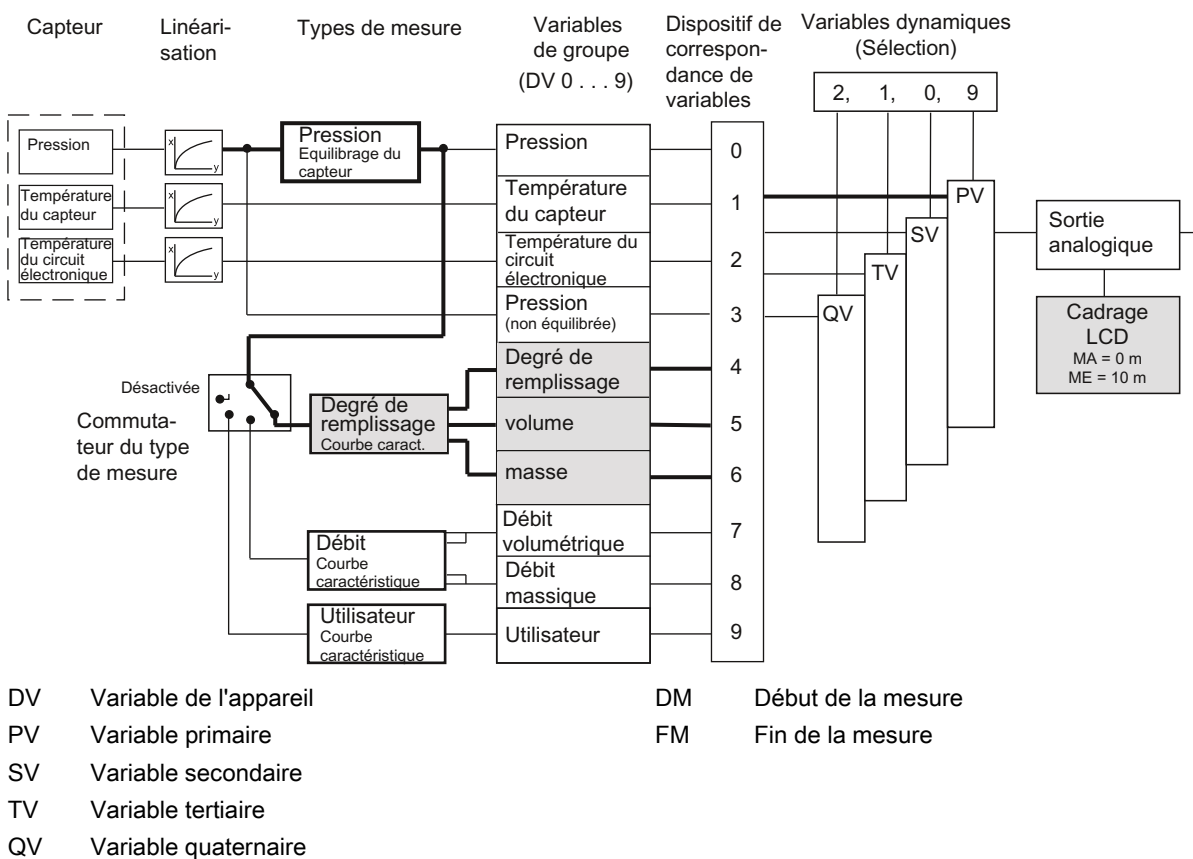 Capteur
Linéari-
sation
Types de mesure
Variables
de groupe
(DV 0 . . . 9)
Dispositif de
correspon-
dance de
variables
Variables dynamiques
(Sélection)
2, 1, 0, 9
Pression
x
y
Pression
Equilibrage du
capteur
Pression
0
Température
du capteur
x
y
Température
du capteur
1
PV
Température
du circuit
électronique
x
y
Température du
circuit
électronique
2
SV
TV
Sortie
analogique
Pression
(non équilibrée)
3
QV
Cadrage
LCD
MA = 0 m
ME = 10 m
Degré de
remplissage
4
Désactivée
Commuta-
teur du type
de mesure
Degré de
remplissage
Courbe caract.
volume
5
masse
6
Débit
Courbe
caractéristique
Débit
volumétrique
7
Débit
massique
8
Utilisateur
Courbe
caractéristique
Utilisateur
9
DV Variable de l'appareil
DM Début de la mesure
PV Variable primaire
FM Fin de la mesure
SV Variable secondaire
TV Variable tertiaire
QV Variable quaternaire